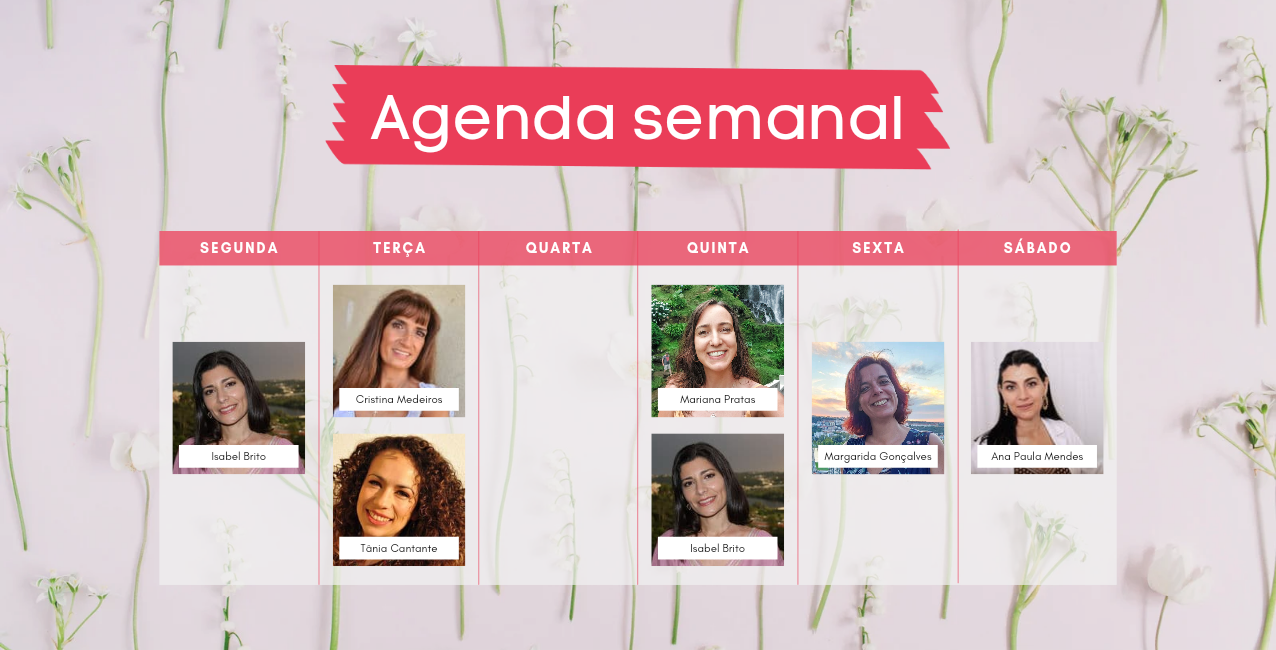 Agenda semanal
SEGUNDA
TERÇA
QUARTA
QUINTA
SEXTA
SÁBADO
Isabel Brito
Cristina Medeiros
Tânia Cantante
Mariana Pratas
Isabel Brito
Margarida Gonçalves
Ana Paula Mendes